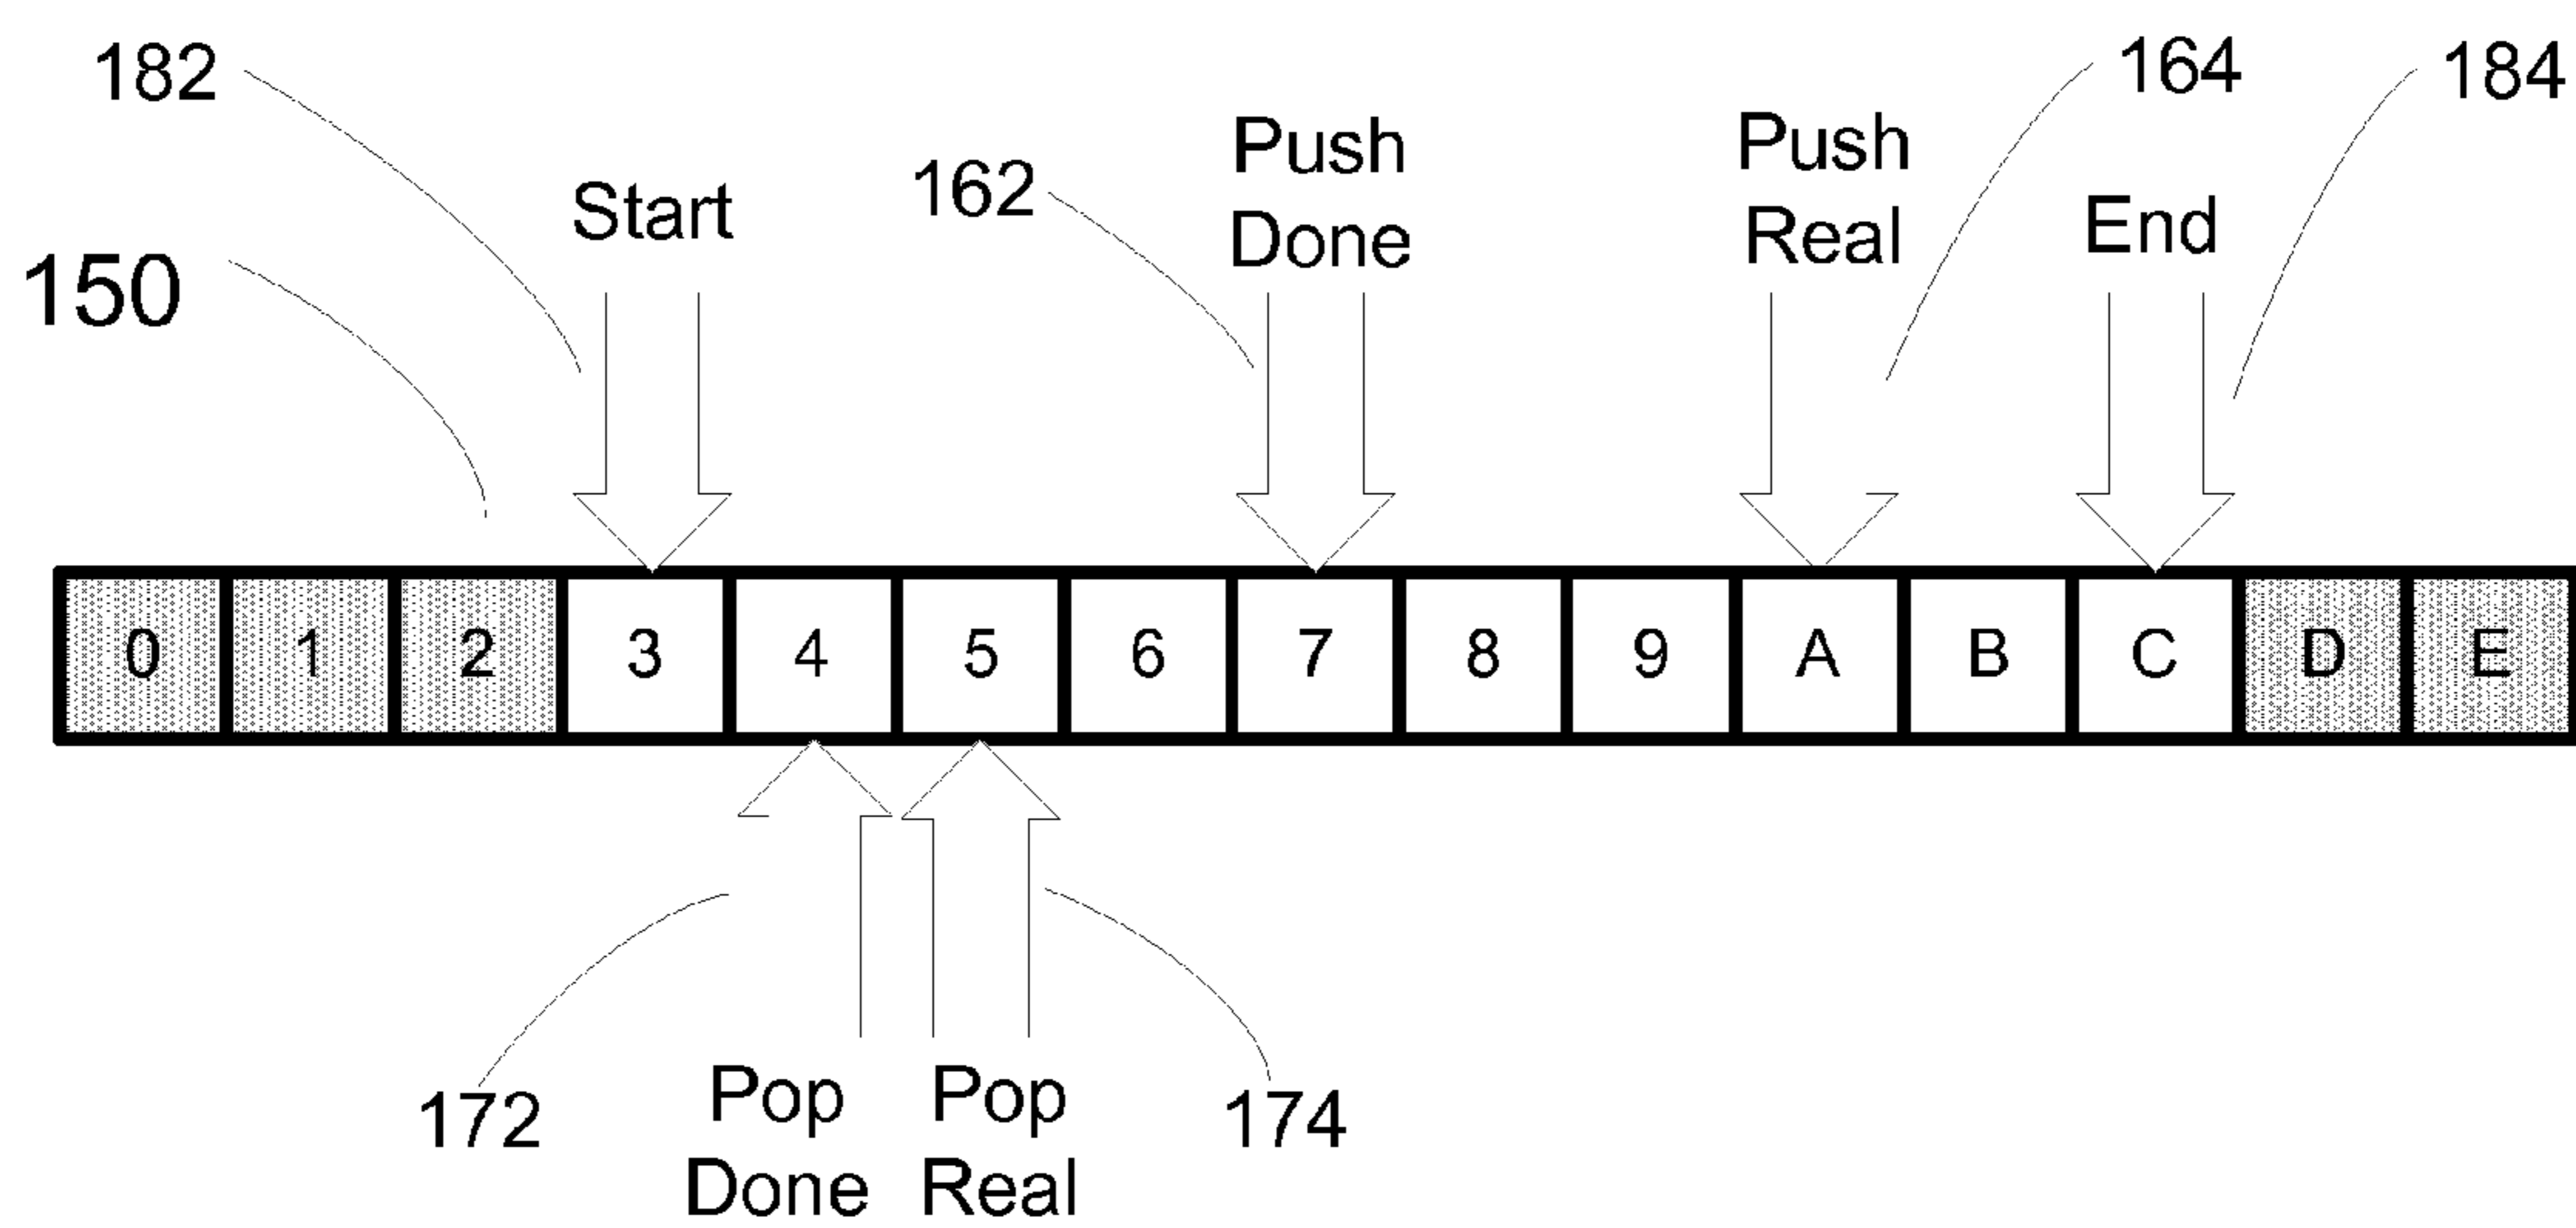 182
150
Start
162
Push
Done
Push
Real
164
End
184
0 1 2 3 4 5 6 7 8 9 A B C D E
172
Pop
Done
Pop
Real
174